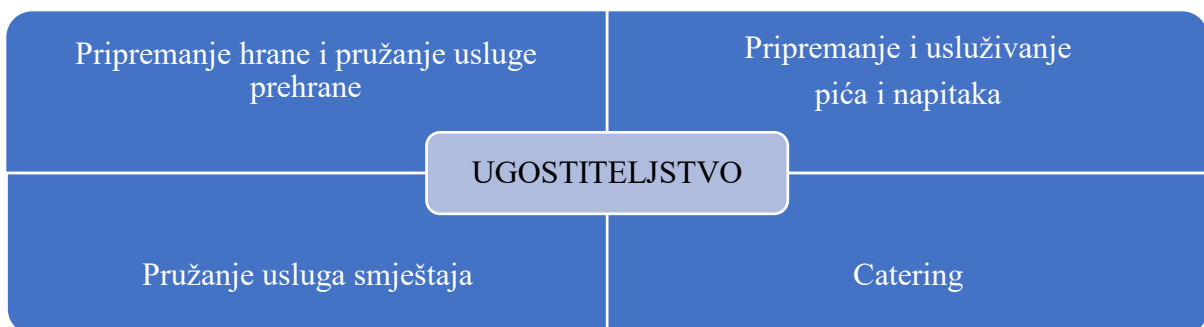 Pripremanje hrane i pružanje usluge
prehrane
Pripremanje i usluživanje
pića i napitaka
UGOSTITELJSTVO
Pružanje usluga smještaja
Catering